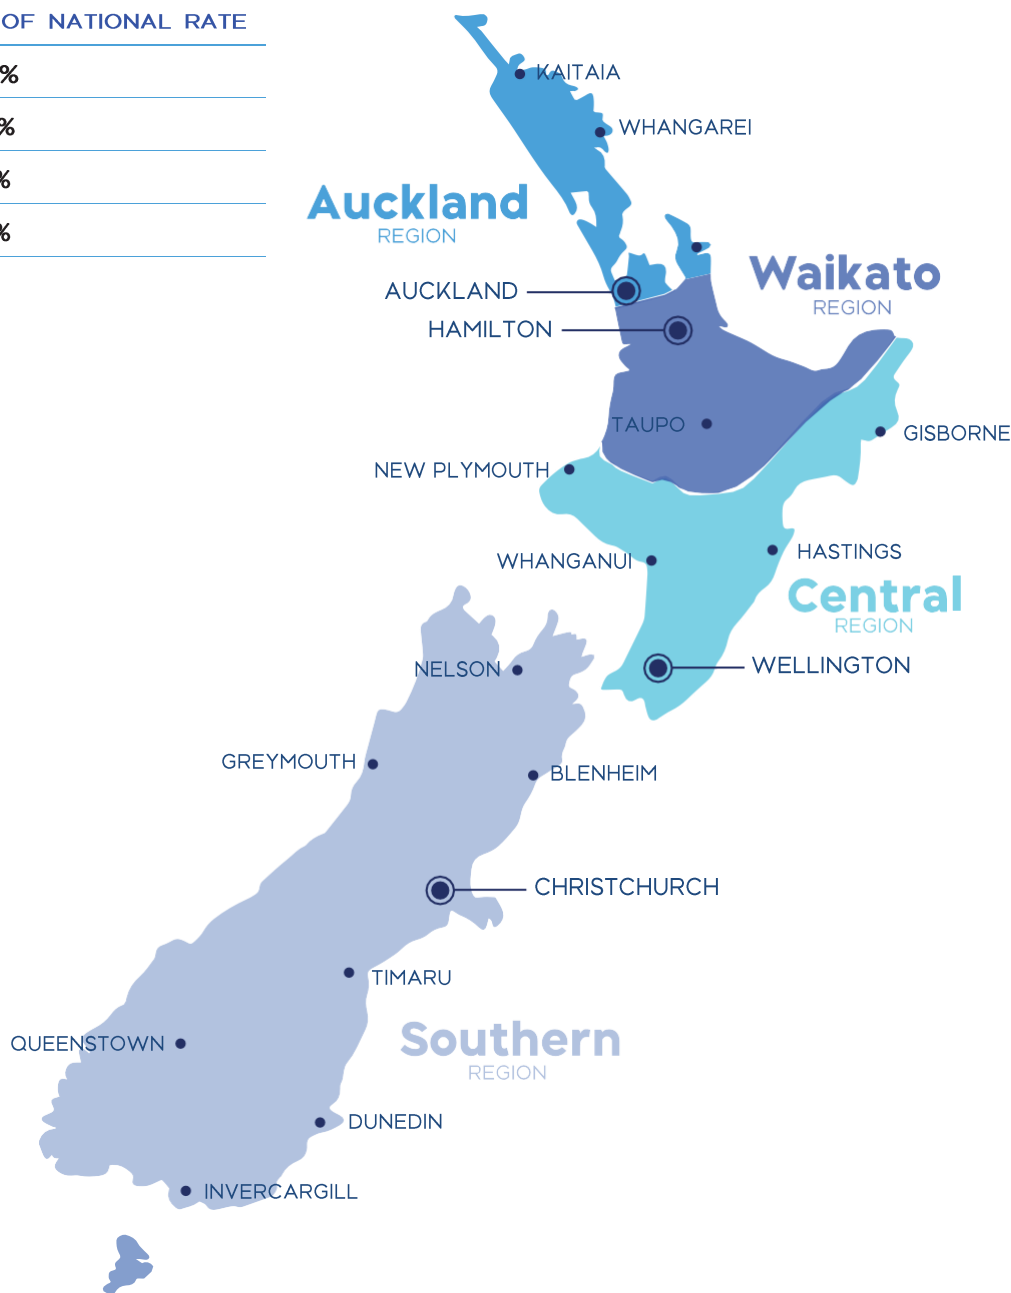 OF NATIONAL RATE
%
%
%
%
KAITAIA
WHANGAREI
Auckland
REGION
Waikato
REGION
AUCKLAND
HAMILTON
TAUPO
GISBORNE
NEW PLYMOUTH
WHANGANUI
HASTINGS
Central
REGION
NELSON
WELLINGTON
GREYMOUTH
BLENHEIM
CHRISTCHURCH
TIMARU
QUEENSTOWN
Southern
REGION
DUNEDIN
INVERCARGILL